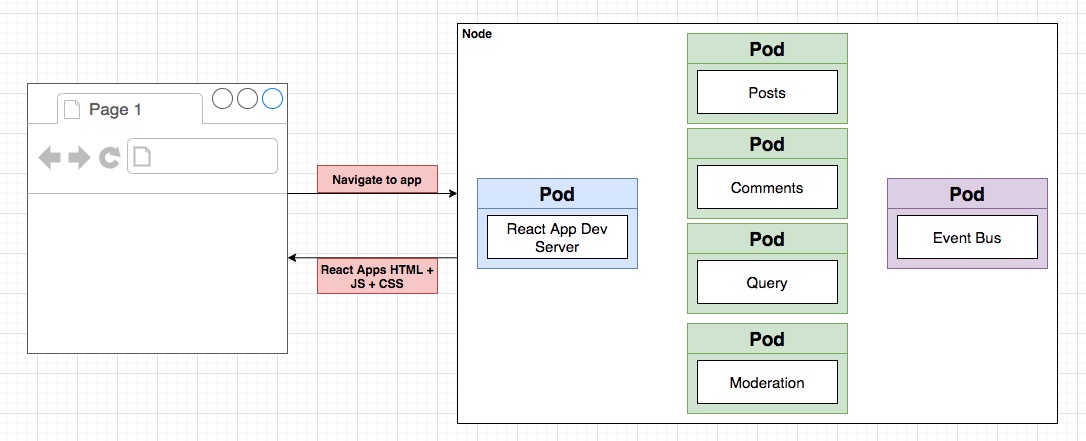 Page 1
Navigate to app
React Apps HTML +
JS + CSS
Node
Pod
React App Dev
Server
Pod
Posts
Pod
Comments
Pod
Query
Pod
Moderation
Pod
Event Bus